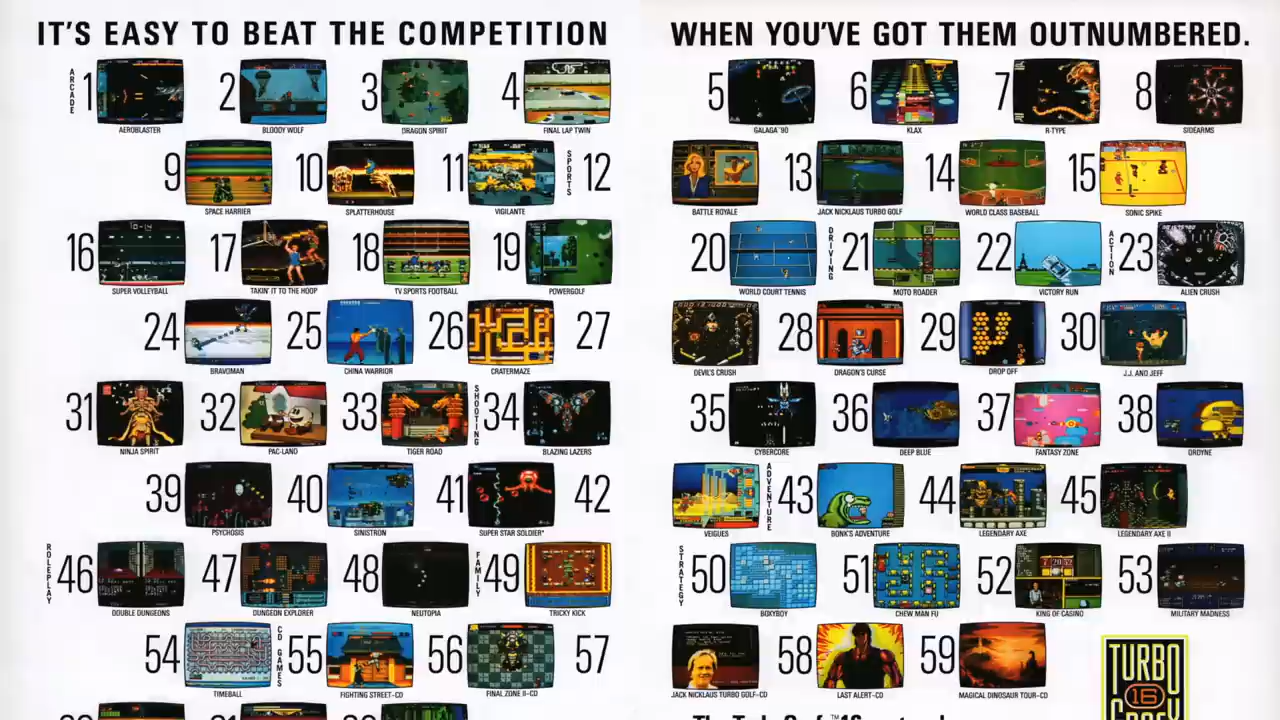 IT'S EASY TO BEAT THE COMPETITION WHEN YOU'VE GOT THEM OUTNUMBERED.
ARCADE 1 2 3 4 5 6 7 8
AEROBLASTER BLOODY WOLF DRAGON SPIRIT FINAL LAP TWIN GALAGA '90 KLAX R-TYPE SIDEARMS
9 10 11 SPORTS 12 13 14 15
SPACE HARRIER SPLATTERHOUSE VIGILANTE BATTLE ROYALE JACK NICKLAUS TURBO GOLF WORLD CLASS BASEBALL SONIC SPIKE
16 17 18 19 20 DRIVING 21 22 ACTION 23
SUPER VOLLEYBALL TAKIN' IT TO THE HOOP TV SPORTS FOOTBALL POWERGOLF WORLD COURT TENNIS MOTO ROADER VICTORY RUN ALIEN CRUSH
24 25 26 27 28 29 30
BRAVOMAN CHINA WARRIOR CRATERMAZE DEVIL'S CRUSH DRAGON'S CURSE DROP OFF J.J. AND JEFF
31 32 33 SHOOTING 34 35 36 37 38
NINJA SPIRIT PAC-LAND TIGER ROAD BLAZING LAZERS CYBERCORE DEEP BLUE FANTASY ZONE ORDYNE
39 40 41 42 ADVENTURE 43 44 45
PSYCHOSIS SINISTRON SUPER STAR SOLDIER* VEIGUES BONK'S ADVENTURE LEGENDARY AXE LEGENDARY AXE II
ROLEPLAY 46 47 48 FAMILY 49 STRATEGY 50 51 52 53
DOUBLE DUNGEONS DUNGEON EXPLORER NEUTOPIA TRICKY KICK BOXYBOY CHEW MAN FU KING OF CASINO MILITARY MADNESS
54 CD GAMES 55 56 57 58 59
TIMEBALL FIGHTING STREET-CD FINAL ZONE II-CD JACK NICKLAUS TURBO GOLF-CD LAST ALERT-CD MAGICAL DINOSAUR TOUR-CD
TURBO
16